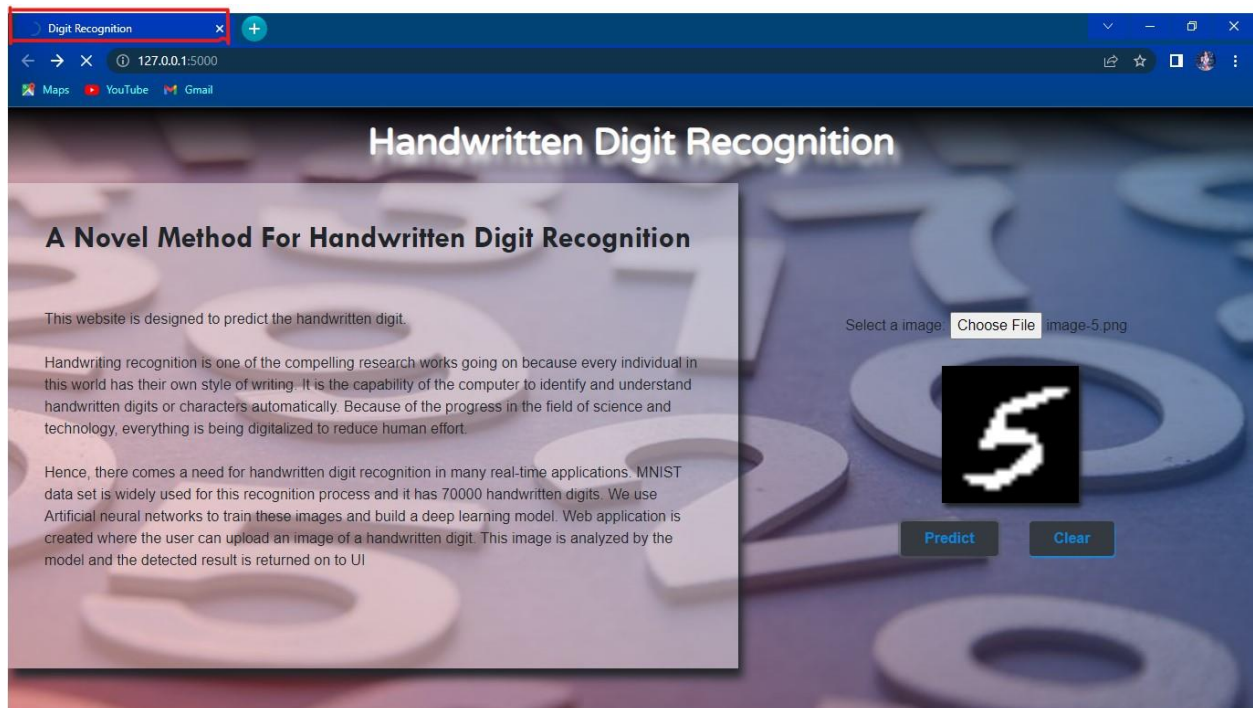 Digit Recognition
127.0.0.1:5000
Maps YouTube Gmail
Handwritten Digit Recognition
A Novel Method For Handwritten Digit Recognition
This website is designed to predict the handwritten digit.
Handwriting recognition is one of the compelling research works going on because every individual in
this world has their own style of writing. It is the capability of the computer to identify and understand
handwritten digits or characters automatically. Because of the progress in the field of science and
technology, everything is being digitalized to reduce human effort.
Hence, there comes a need for handwritten digit recognition in many real-time applications. MNIST
data set is widely used for this recognition process and it has 70000 handwritten digits. We use
Artificial neural networks to train these images and build a deep learning model. Web application is
created where the user can upload an image of a handwritten digit. This image is analyzed by the
model and the detected result is returned on to UI
Select a image: Choose File image-5.png
5
Predict Clear